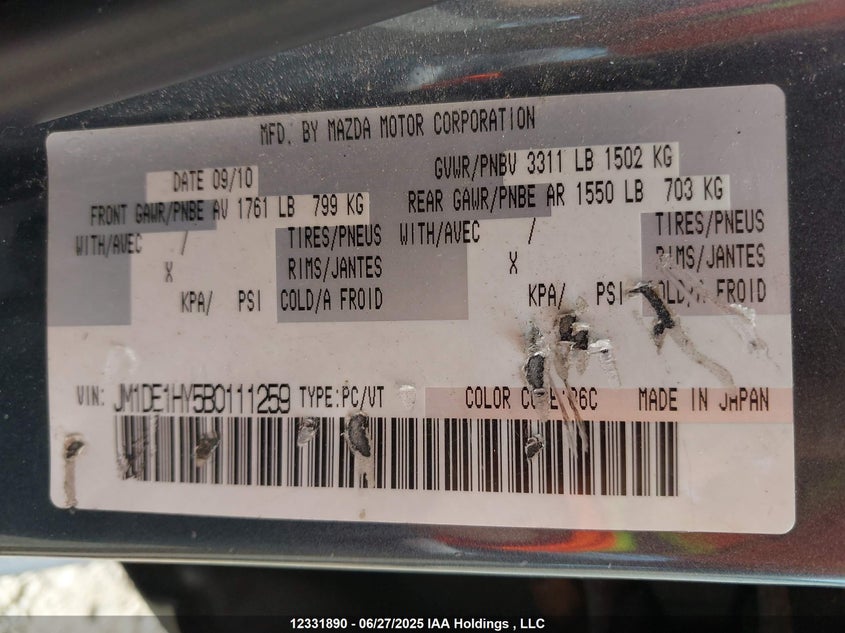 MFD. BY MAZDA MOTOR CORPORATION
DATE 09/10 GVWR/PNBV 3311 LB 1502 KG
FRONT GAWR/PNBE AV 1761 LB 799 KG REAR GAWR/PNBE AR 1550 LB 703 KG
WITH/AVEC / TIRES/PNEUS WITH/AVEC / TIRES/PNEUS
X RIMS/JANTES X RIMS/JANTES
KPA/ PSI COLD/A FROID KPA/ PSI COLD/A FROID
VIN: JM1DE1HY5B0111259 TYPE:PC/VT COLOR 36C MADE IN JAPAN
12331890 - 06/27/2025 IAA Holdings , LLC